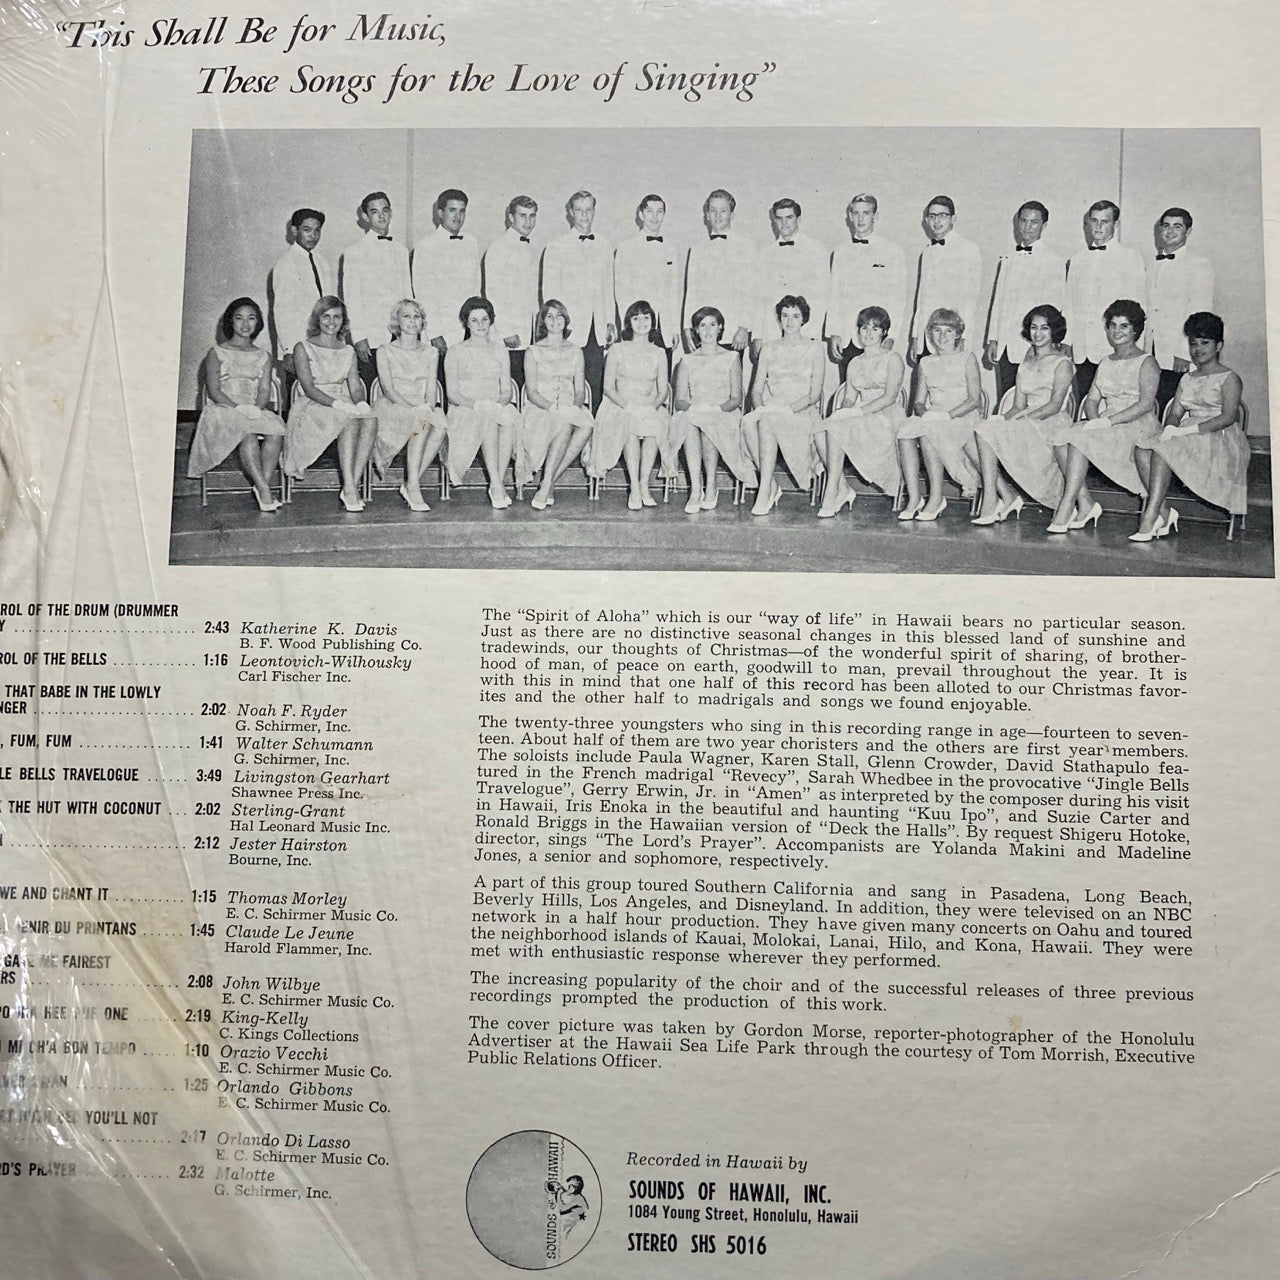 "This Shall Be for Music,
These Songs for the Love of Singing"
ROL OF THE DRUM (DRUMMER
Y .................... 2:43 Katherine K. Davis
B. F. Wood Publishing Co.
ROL OF THE BELLS .......... 1:16 Leontovich-Wilhousky
Carl Fischer Inc.
THAT BABE IN THE LOWLY
NGER .................... 2:02 Noah F. Ryder
G. Schirmer, Inc.
, FUM, FUM .............. 1:41 Walter Schumann
G. Schirmer, Inc.
LE BELLS TRAVELOGUE ...... 3:49 Livingston Gearhart
Shawnee Press Inc.
THE HUT WITH COCONUT ... 2:02 Sterling-Grant
Hal Leonard Music Inc.
.................... 2:12 Jester Hairston
Bourne, Inc.
WE AND CHANT IT .......... 1:15 Thomas Morley
E. C. Schirmer Music Co.
ENIR DU PRINTANS ...... 1:45 Claude Le Jeune
Harold Flammer, Inc.
FAIREST
RS .................... 2:08 John Wilbye
E. C. Schirmer Music Co.
HEE ONE ...... 2:19 King-Kelly
C. Kings Collections
MI CH'A BON TEMPO ..... 1:10 Orazio Vecchi
E. C. Schirmer Music Co.
............ 1:25 Orlando Gibbons
E. C. Schirmer Music Co.
YOU'LL NOT
.................... 2:17 Orlando Di Lasso
E. C. Schirmer Music Co.
RD'S PRAYER .......... 2:32 Malotte
G. Schirmer, Inc.
The "Spirit of Aloha" which is our "way of life" in Hawaii bears no particular season.
Just as there are no distinctive seasonal changes in this blessed land of sunshine and
tradewinds, our thoughts of Christmas—of the wonderful spirit of sharing, of brother-
hood of man, of peace on earth, goodwill to man, prevail throughout the year. It is
with this in mind that one half of this record has been alloted to our Christmas favor-
ites and the other half to madrigals and songs we found enjoyable.
The twenty-three youngsters who sing in this recording range in age—fourteen to seven-
teen. About half of them are two year choristers and the others are first year members.
The soloists include Paula Wagner, Karen Stall, Glenn Crowder, David Stathapulo fea-
tured in the French madrigal "Revecy", Sarah Whedbee in the provocative "Jingle Bells
Travelogue", Gerry Erwin, Jr. in "Amen" as interpreted by the composer during his visit
in Hawaii, Iris Enoka in the beautiful and haunting "Kuu Ipo", and Suzie Carter and
Ronald Briggs in the Hawaiian version of "Deck the Halls". By request Shigeru Hotoke,
director, sings "The Lord's Prayer". Accompanists are Yolanda Makini and Madeline
Jones, a senior and sophomore, respectively.
A part of this group toured Southern California and sang in Pasadena, Long Beach,
Beverly Hills, Los Angeles, and Disneyland. In addition, they were televised on an NBC
network in a half hour production. They have given many concerts on Oahu and toured
the neighborhood islands of Kauai, Molokai, Lanai, Hilo, and Kona, Hawaii. They were
met with enthusiastic response wherever they performed.
The increasing popularity of the choir and of the successful releases of three previous
recordings prompted the production of this work.
The cover picture was taken by Gordon Morse, reporter-photographer of the Honolulu
Advertiser at the Hawaii Sea Life Park through the courtesy of Tom Morrish, Executive
Public Relations Officer.
SOUNDS of HAWAII
Recorded in Hawaii by
SOUNDS OF HAWAII, INC.
1084 Young Street, Honolulu, Hawaii
STEREO SHS 5016